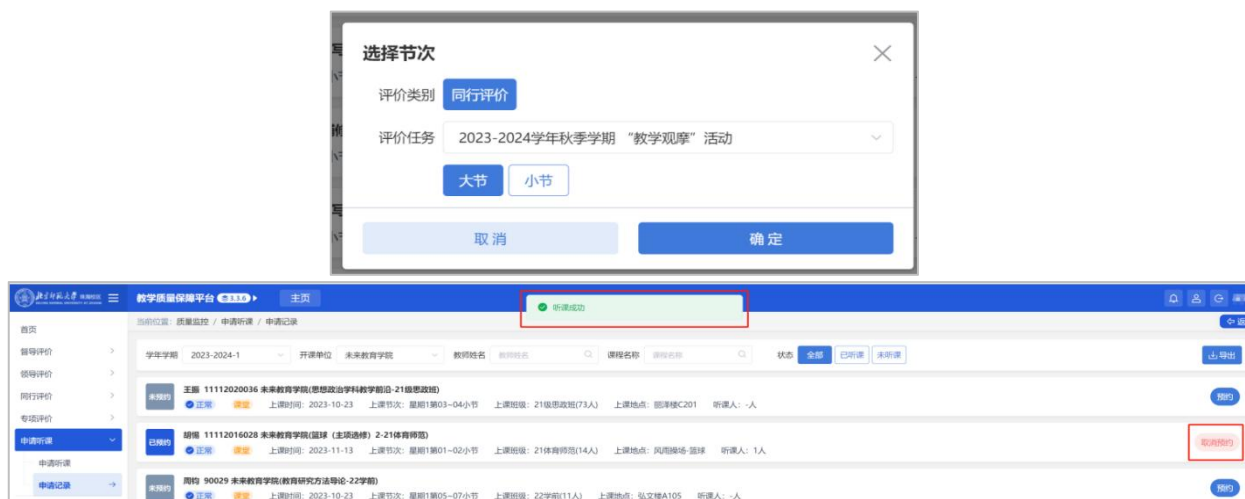 选择节次
评价类别 同行评价
评价任务 2023-2024学年秋季学期 “教学观摩”活动
大节 小节
取消 确定
教学质量保障平台 3.3.6 主页 听课成功
首页
督导评价
领导评价
同行评价
专项评价
申请听课
申请听课
申请记录
当前位置：质量监控 / 申请听课 / 申请记录
学年学期 2023-2024-1 开课单位 未来教育学院 教师姓名 教师姓名 课程名称 课程名称 状态 全部 已听课 未听课 导出
未预约 王振 11112020036 未来教育学院(思想政治学科教学前沿-21级思政班)
正常 课堂 上课时间：2023-10-23 上课节次：星期1第03~04小节 上课班级：21级思政班(73人) 上课地点：丽泽楼C201 听课人：-人 预约
已预约 胡惕 11112016028 未来教育学院(篮球（主项选修）2-21体育师范)
正常 课堂 上课时间：2023-11-13 上课节次：星期1第01~02小节 上课班级：21体育师范(14人) 上课地点：风雨操场-篮球 听课人：1人 取消预约
未预约 周钧 90029 未来教育学院(教育研究方法导论-22学前)
正常 课堂 上课时间：2023-10-23 上课节次：星期1第05~07小节 上课班级：22学前(11人) 上课地点：弘文楼A105 听课人：-人 预约